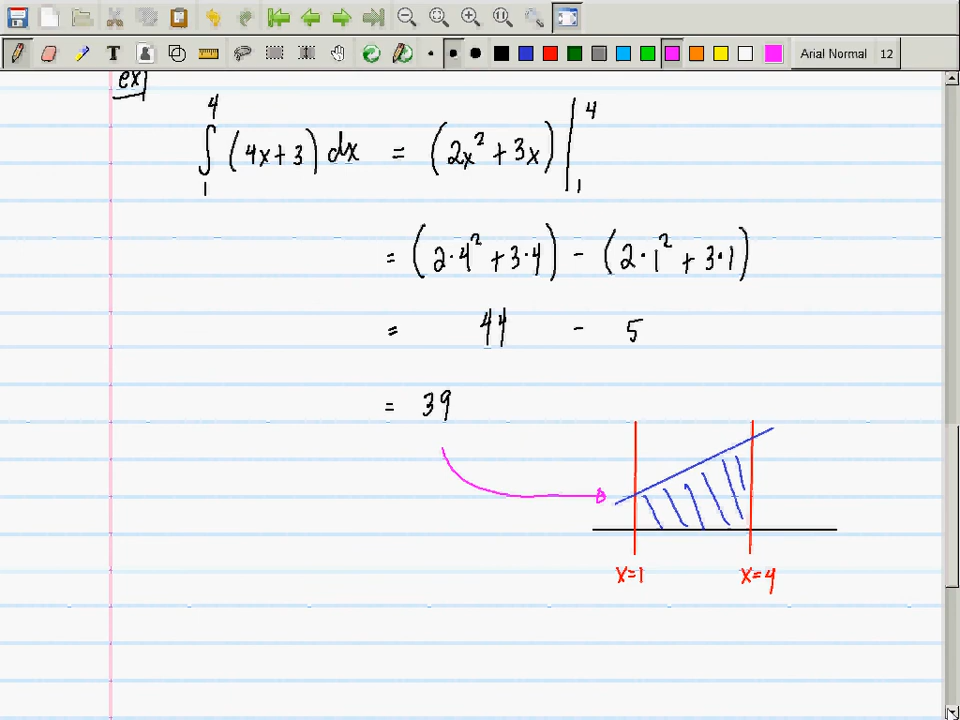 T
Arial Normal 12
ex)
∫₁⁴ (4x+3) dx = (2x² + 3x) |₁⁴
= (2·4² + 3·4) - (2·1² + 3·1)
= 44 - 5
= 39
x=1 x=4